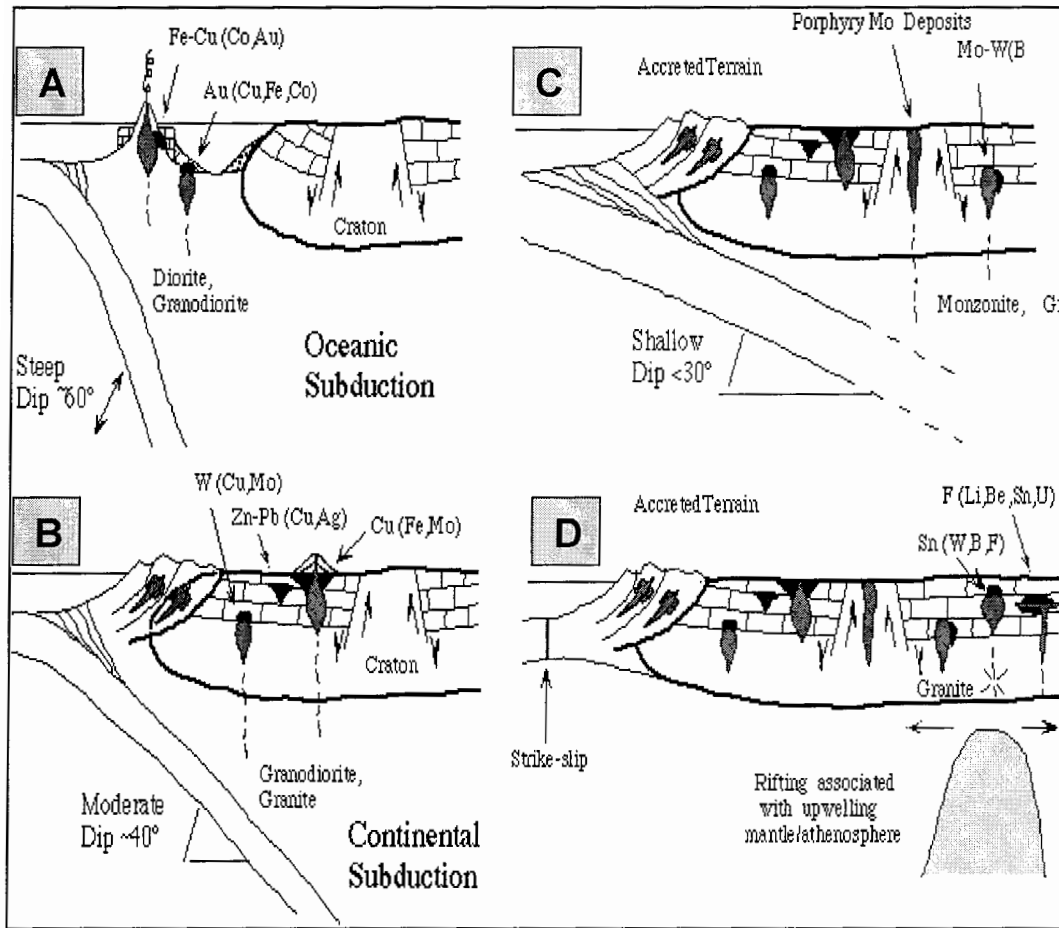 A
Fe-Cu (Co,Au)
Au (Cu,Fe,Co)
Craton
Diorite,
Granodiorite
Steep
Dip ~60°
Oceanic
Subduction
C
Accreted Terrain
Porphyry Mo Deposits
Mo-W(B
Monzonite, G
Shallow
Dip <30°
B
W (Cu,Mo)
Zn-Pb (Cu,Ag)
Cu (Fe,Mo)
Craton
Granodiorite,
Granite
Moderate
Dip ~40°
Continental
Subduction
D
Accreted Terrain
F (Li,Be,Sn,U)
Sn (W,B,F)
Granite
Strike-slip
Rifting associated
with upwelling
mantle/athenosphere